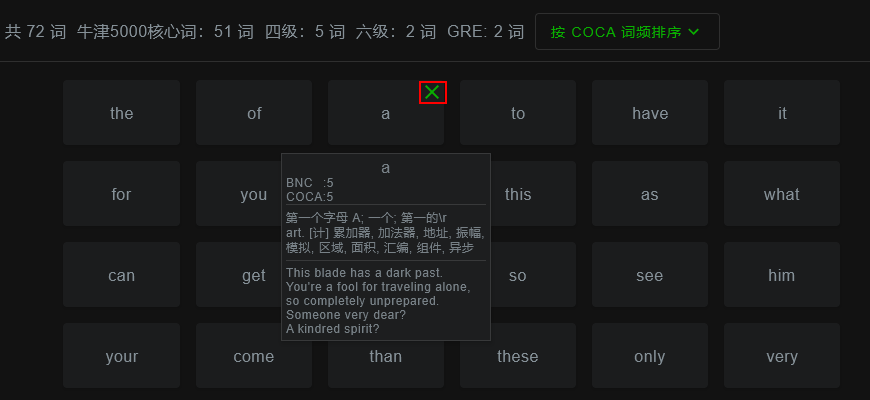 共 72 词 牛津5000核心词：51 词 四级：5 词 六级：2 词 GRE: 2 词 按 COCA 词频排序
the of a to have it
for you this as what
a
BNC :5
COCA:5
第一个字母 A; 一个; 第一的\r
art. [计] 累加器, 加法器, 地址, 振幅,
模拟, 区域, 面积, 汇编, 组件, 异步
This blade has a dark past.
You're a fool for traveling alone,
so completely unprepared.
Someone very dear?
A kindred spirit?
can get so see him
your come than these only very